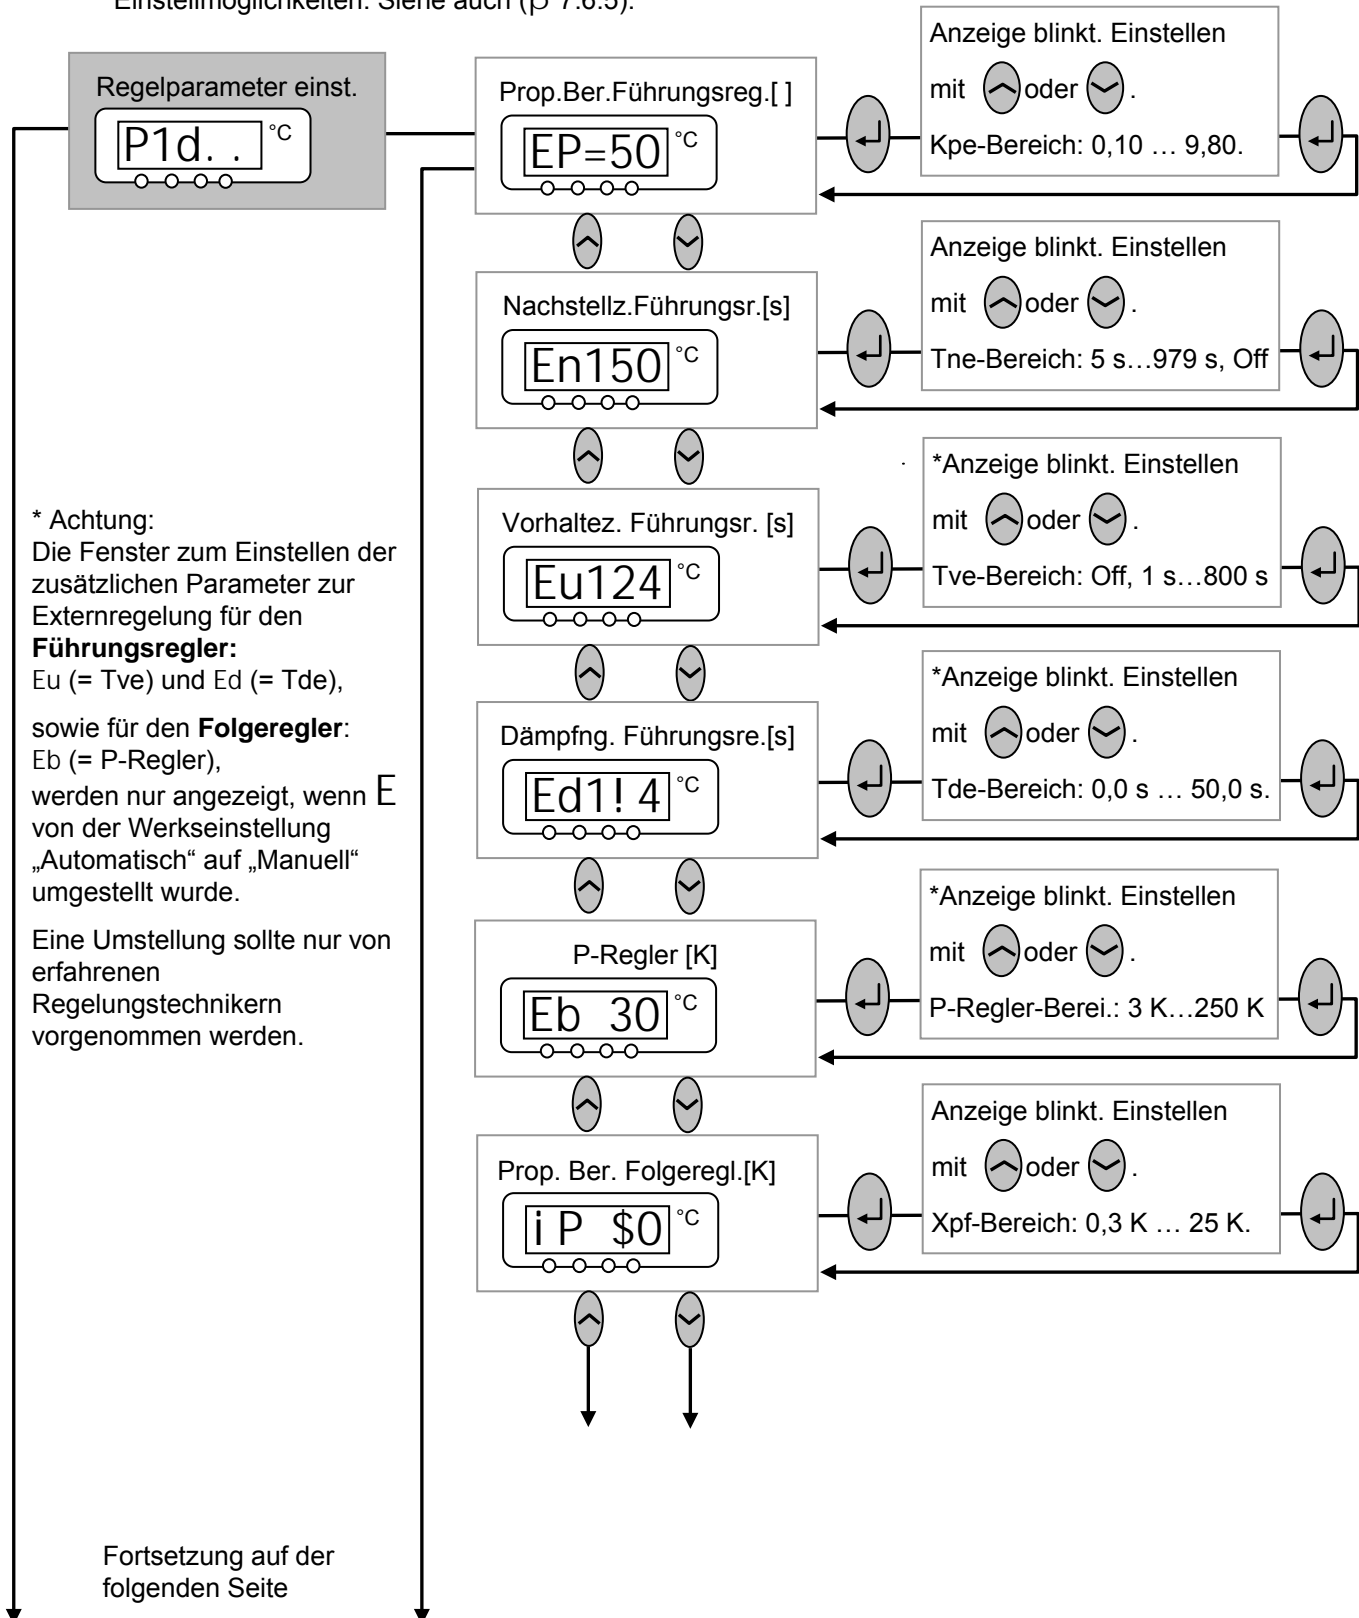 Einstellmöglichkeiten. Siehe auch (β 7.6.5).
Regelparameter einst.
P1d. . °C
Prop.Ber.Führungsreg.[ ]
EP=50 °C
Anzeige blinkt. Einstellen
mit oder .
Kpe-Bereich: 0,10 … 9,80.
Nachstellz.Führungsr.[s]
En150 °C
Anzeige blinkt. Einstellen
mit oder .
Tne-Bereich: 5 s…979 s, Off
Vorhaltez. Führungsr. [s]
Eu124 °C
*Anzeige blinkt. Einstellen
mit oder .
Tve-Bereich: Off, 1 s…800 s
Dämpfng. Führungsre.[s]
Ed1! 4 °C
*Anzeige blinkt. Einstellen
mit oder .
Tde-Bereich: 0,0 s … 50,0 s.
P-Regler [K]
Eb 30 °C
*Anzeige blinkt. Einstellen
mit oder .
P-Regler-Berei.: 3 K…250 K
Prop. Ber. Folgeregl.[K]
i P $0 °C
Anzeige blinkt. Einstellen
mit oder .
Xpf-Bereich: 0,3 K … 25 K.
* Achtung:
Die Fenster zum Einstellen der
zusätzlichen Parameter zur
Externregelung für den
Führungsregler:
Eu (= Tve) und Ed (= Tde),
sowie für den Folgeregler:
Eb (= P-Regler),
werden nur angezeigt, wenn E
von der Werkseinstellung
„Automatisch“ auf „Manuell“
umgestellt wurde.
Eine Umstellung sollte nur von
erfahrenen
Regelungstechnikern
vorgenommen werden.
Fortsetzung auf der
folgenden Seite